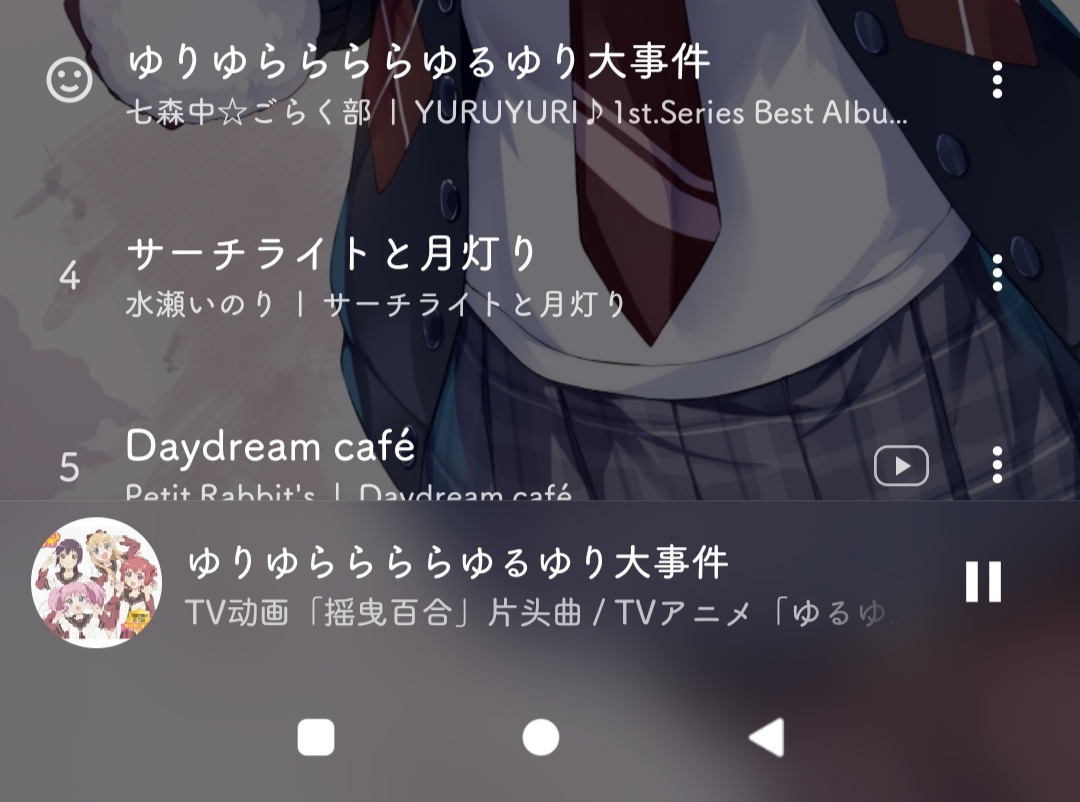 ゆりゆららららゆるゆり大事件
七森中☆ごらく部 | YURUYURI♪1st.Series Best Albu...
4
サーチライトと月灯り
水瀬いのり | サーチライトと月灯り
5
Daydream café
Petit Rabbit's | Daydream café
ゆりゆららららゆるゆり大事件
TV动画「摇曳百合」片头曲 / TVアニメ「ゆるゆ